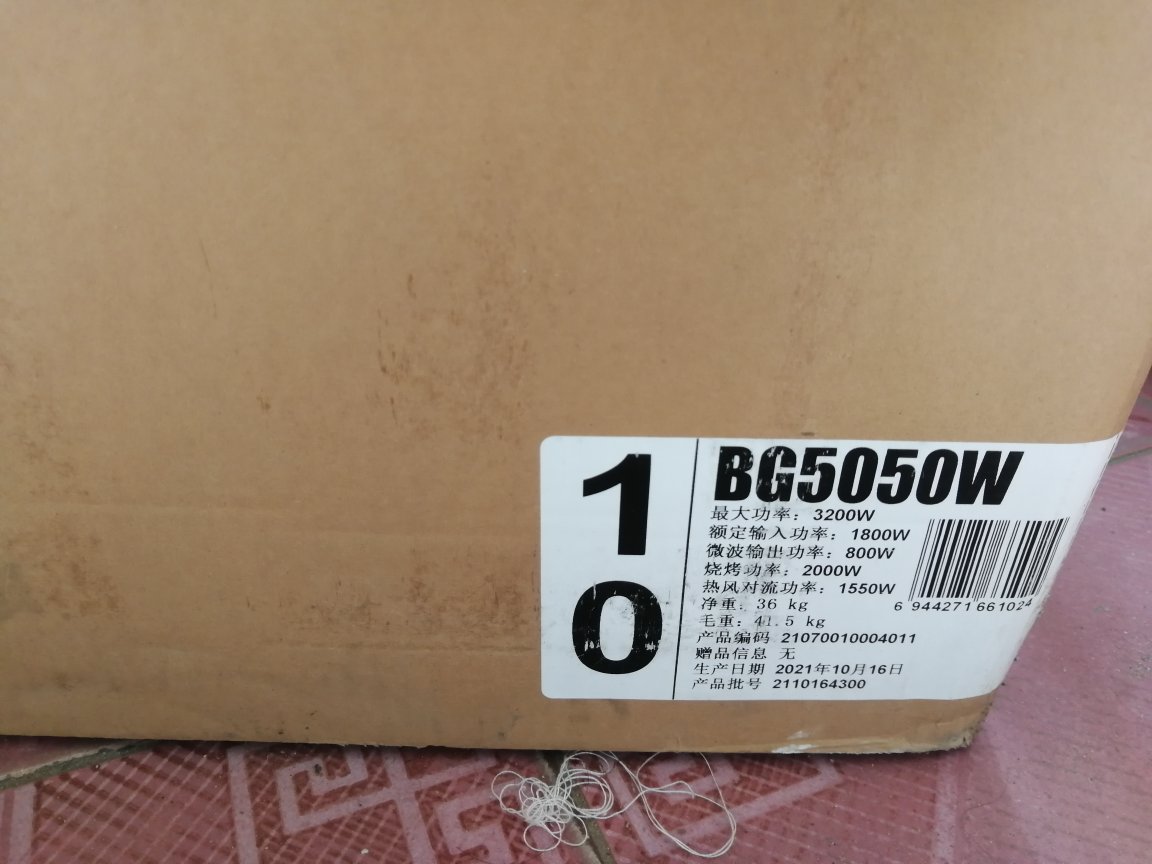 10
BG5050W
最大功率：3200W
额定输入功率：1800W
微波输出功率：800W
烧烤功率：2000W
热风对流功率：1550W
净重：36 kg
毛重：41.5 kg
产品编码 21070010004011
赠品信息 无
生产日期 2021年10月16日
产品批号 2110164300
6 944271 661024